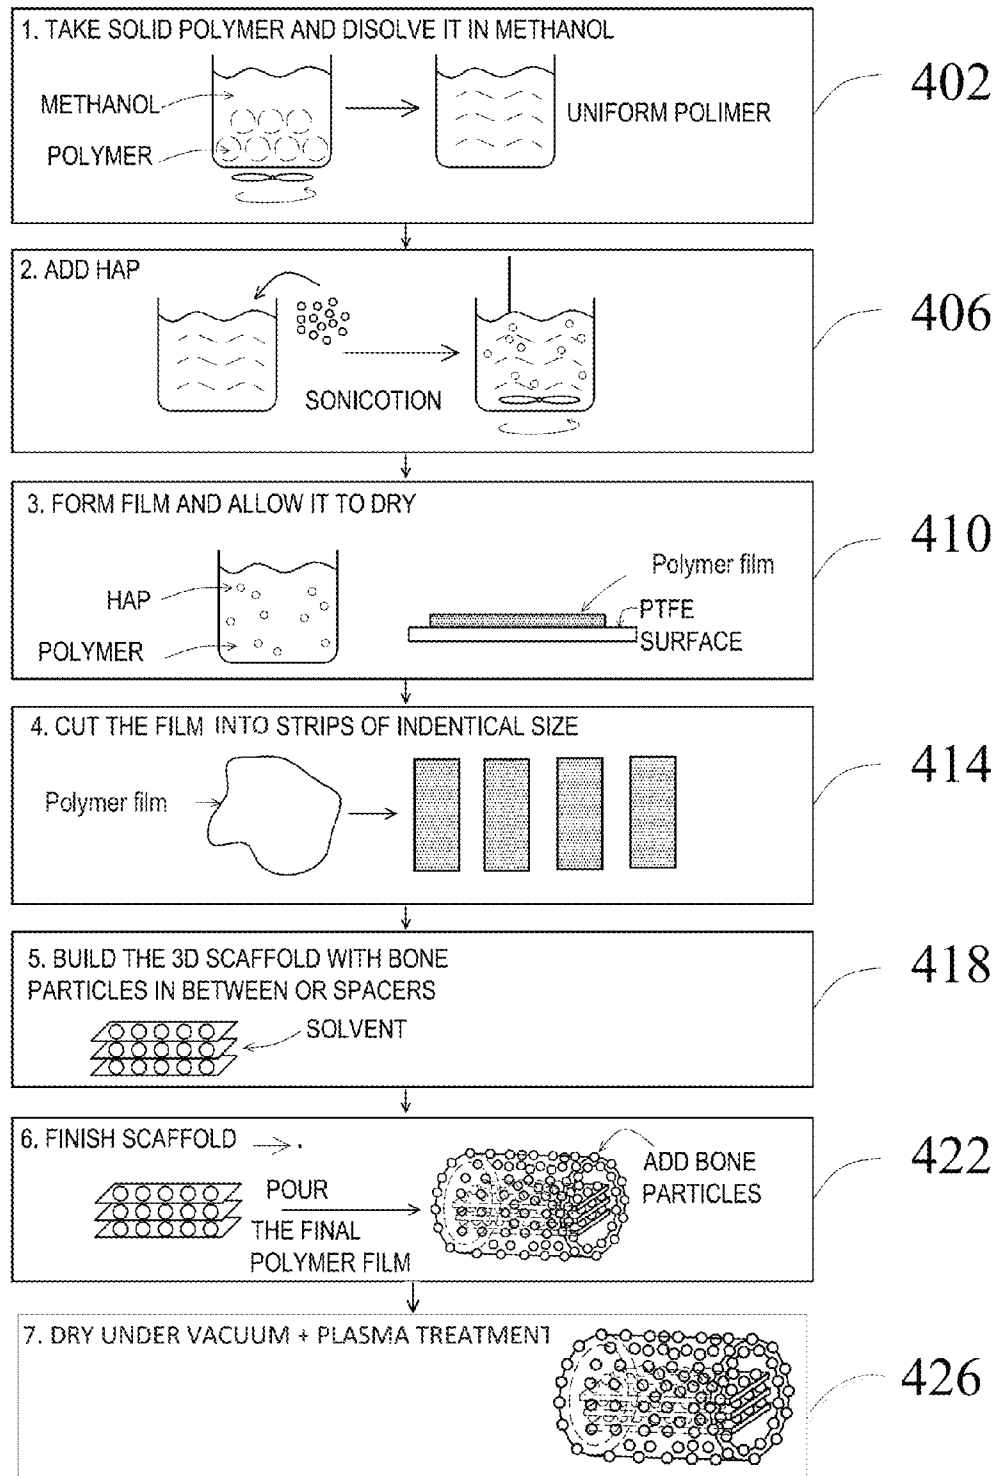 1. TAKE SOLID POLYMER AND DISOLVE IT IN METHANOL
METHANOL
POLYMER
UNIFORM POLIMER
402
2. ADD HAP
SONICOTION
406
3. FORM FILM AND ALLOW IT TO DRY
HAP
POLYMER
Polymer film
PTFE
SURFACE
410
4. CUT THE FILM INTO STRIPS OF INDENTICAL SIZE
Polymer film
414
5. BUILD THE 3D SCAFFOLD WITH BONE
PARTICLES IN BETWEEN OR SPACERS
SOLVENT
418
6. FINISH SCAFFOLD
POUR
THE FINAL
POLYMER FILM
ADD BONE
PARTICLES
422
7. DRY UNDER VACUUM + PLASMA TREATMENT
426